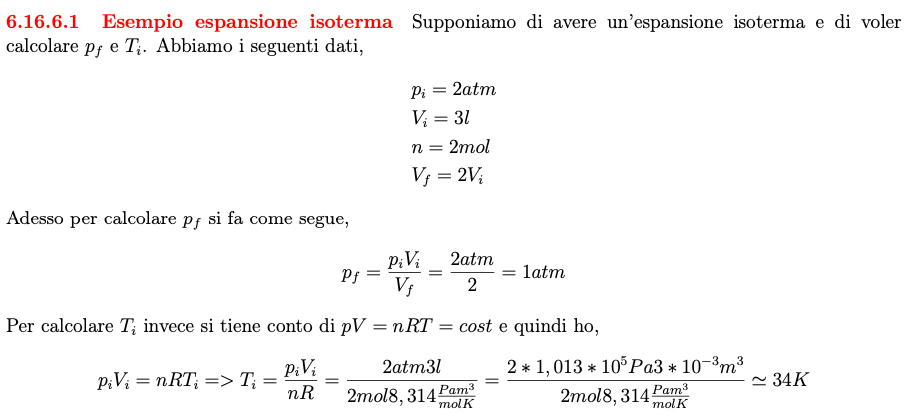 6.16.6.1 Esempio espansione isoterma Supponiamo di avere un'espansione isoterma e di voler
calcolare p_f e T_i. Abbiamo i seguenti dati,
p_i = 2atm
V_i = 3l
n = 2mol
V_f = 2V_i
Adesso per calcolare p_f si fa come segue,
p_f = \frac{p_i V_i}{V_f} = \frac{2atm}{2} = 1atm
Per calcolare T_i invece si tiene conto di pV = nRT = cost e quindi ho,
p_i V_i = nRT_i => T_i = \frac{p_i V_i}{nR} = \frac{2atm3l}{2mol8,314\frac{Pam^3}{molK}} = \frac{2 * 1,013 * 10^5 Pa3 * 10^{-3}m^3}{2mol8,314\frac{Pam^3}{molK}} ≃ 34K